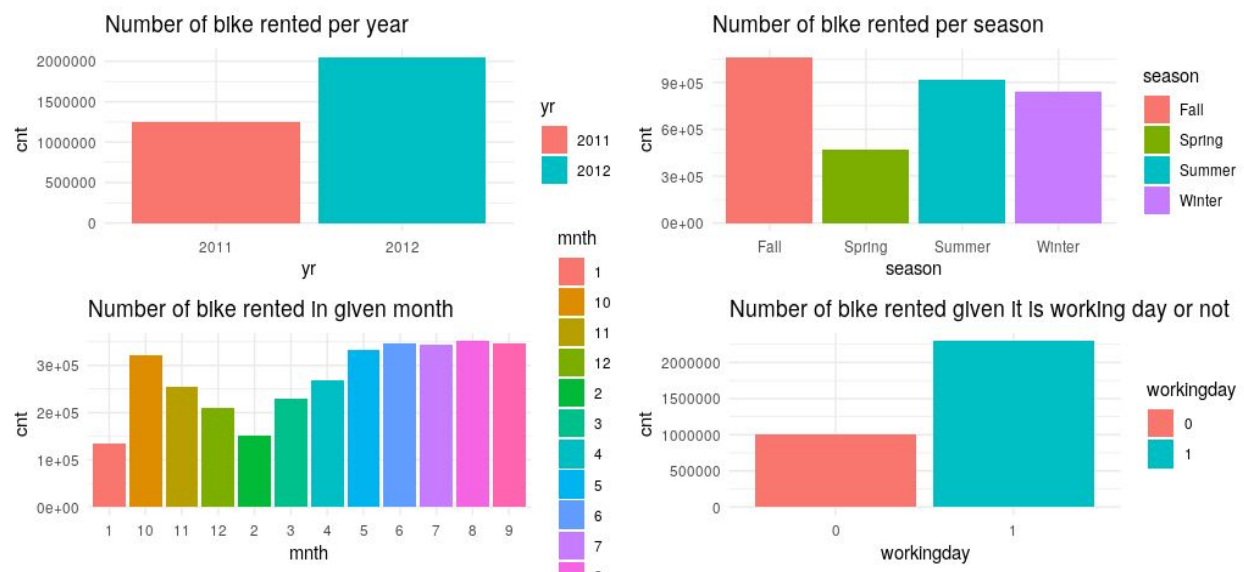 Number of bike rented per year
cnt
2000000
1500000
1000000
500000
0
2011
2012
yr
yr
2011
2012
Number of bike rented per season
cnt
9e+05
6e+05
3e+05
0e+00
Fall
Spring
Summer
Winter
season
season
Fall
Spring
Summer
Winter
Number of bike rented in given month
cnt
3e+05
2e+05
1e+05
0e+00
1
10
11
12
2
3
4
5
6
7
8
9
mnth
mnth
1
10
11
12
2
3
4
5
6
7
Number of bike rented given it is working day or not
cnt
2000000
1500000
1000000
500000
0
0
1
workingday
workingday
0
1